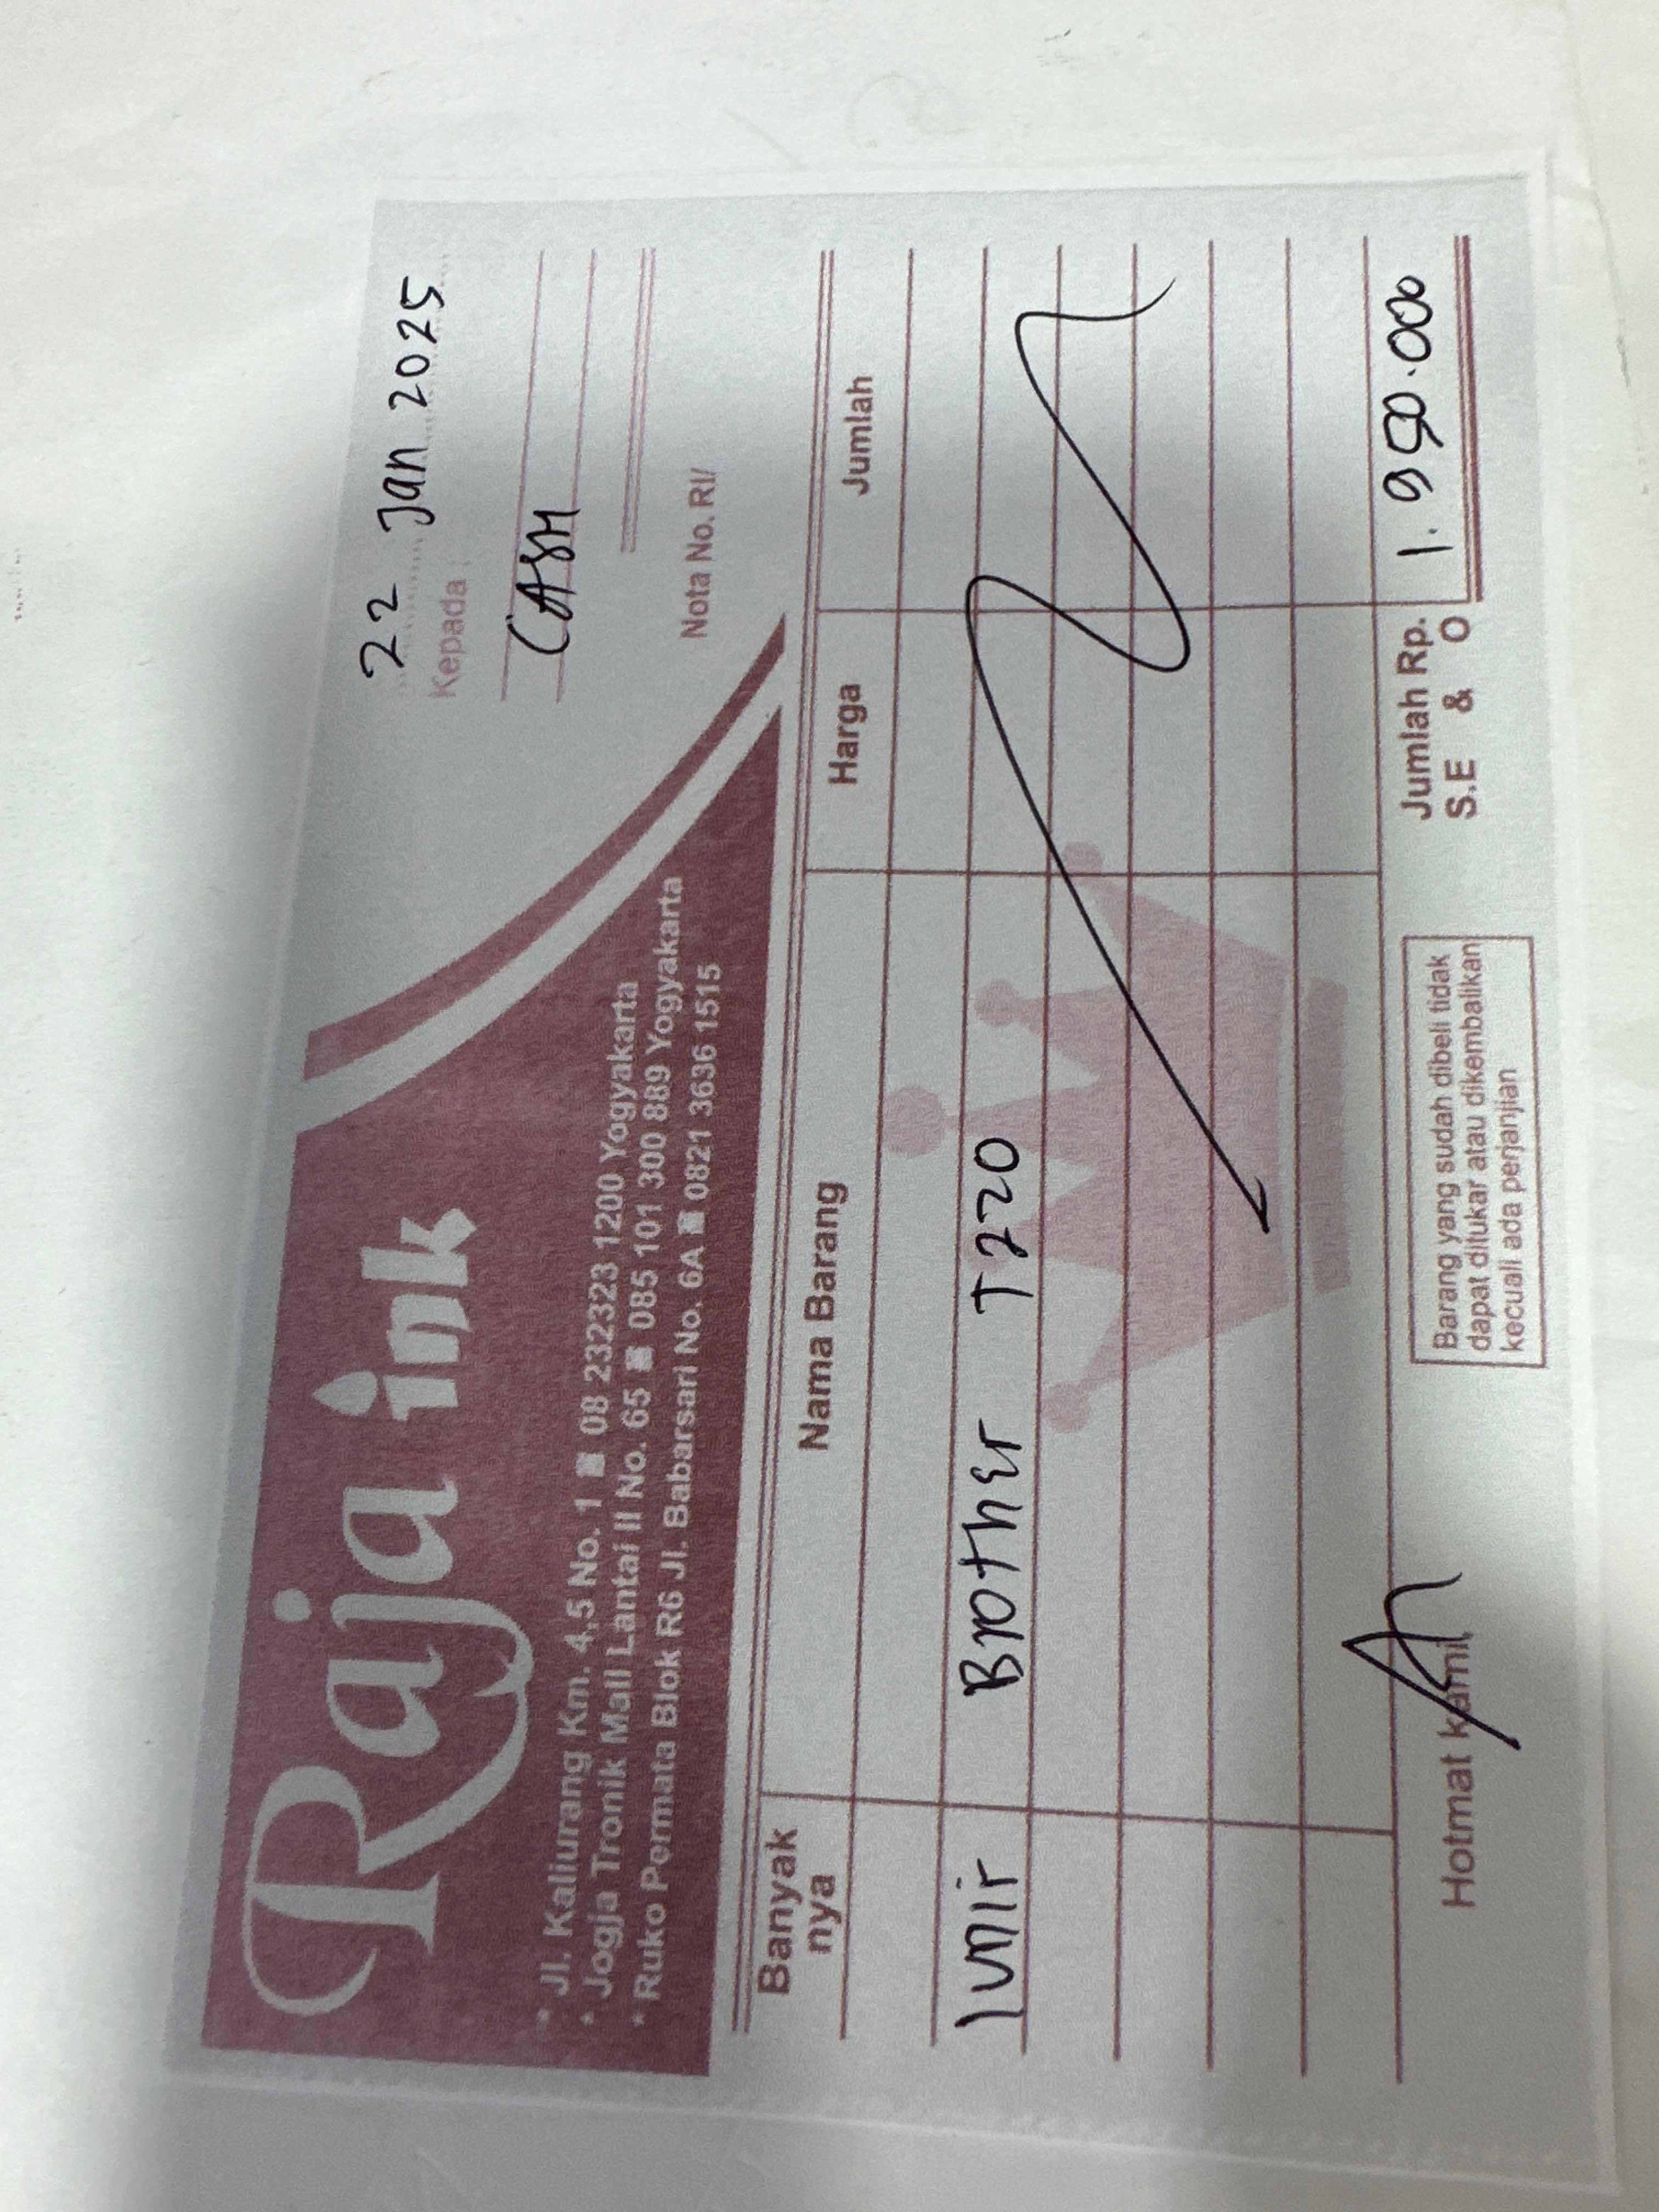 Raja ink
* Jl. Kaliurang Km. 4,5 No. 1 08 232323 1200 Yogyakarta
* Jogja Tronik Mall Lantai II No. 65 085 101 300 889 Yogyakarta
* Ruko Permata Blok R6 Jl. Babarsari No. 6A 0821 3636 1515
22 Jan 2025
Kepada :
CASH
Nota No. RI/
Banyak nya Nama Barang Harga Jumlah
1 unit Brother T220
Jumlah Rp. 1.950.000
S.E & O
Hotmat kami,
Barang yang sudah dibeli tidak
dapat ditukar atau dikembalikan
kecuali ada perjanjian